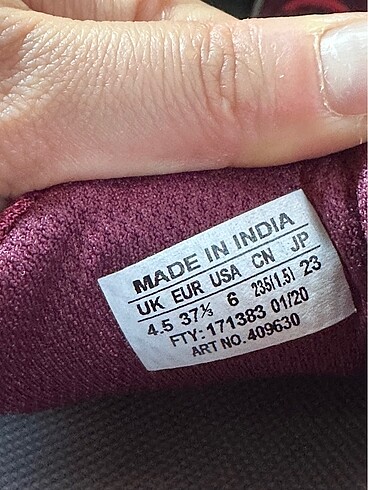 MADE IN INDIA
UK EUR USA CN JP
4.5 37⅓ 6 235(1.5) 23
FTY:171383 01/20
ART NO.409630